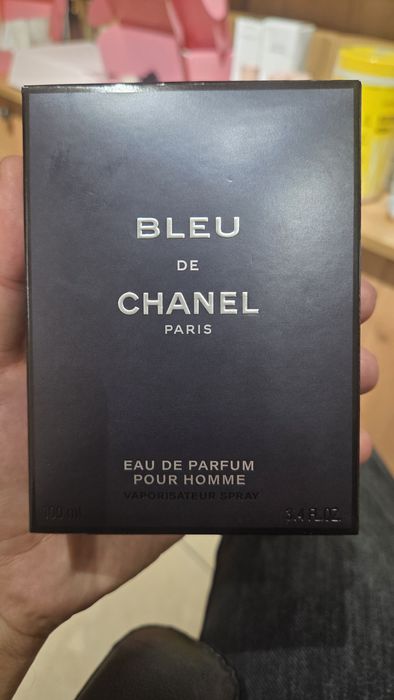 BLEU
DE
CHANEL
PARIS
EAU DE PARFUM
POUR HOMME
VAPORISATEUR SPRAY
100 ml
3.4 FL.OZ.